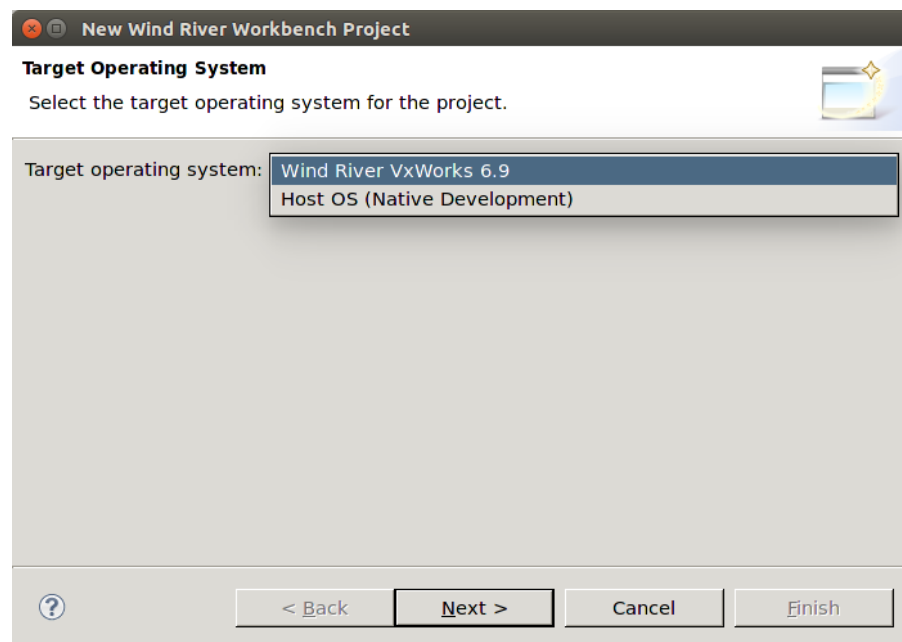 New Wind River Workbench Project
Target Operating System
Select the target operating system for the project.
Target operating system:
Wind River VxWorks 6.9
Host OS (Native Development)
?
< Back
Next >
Cancel
Finish